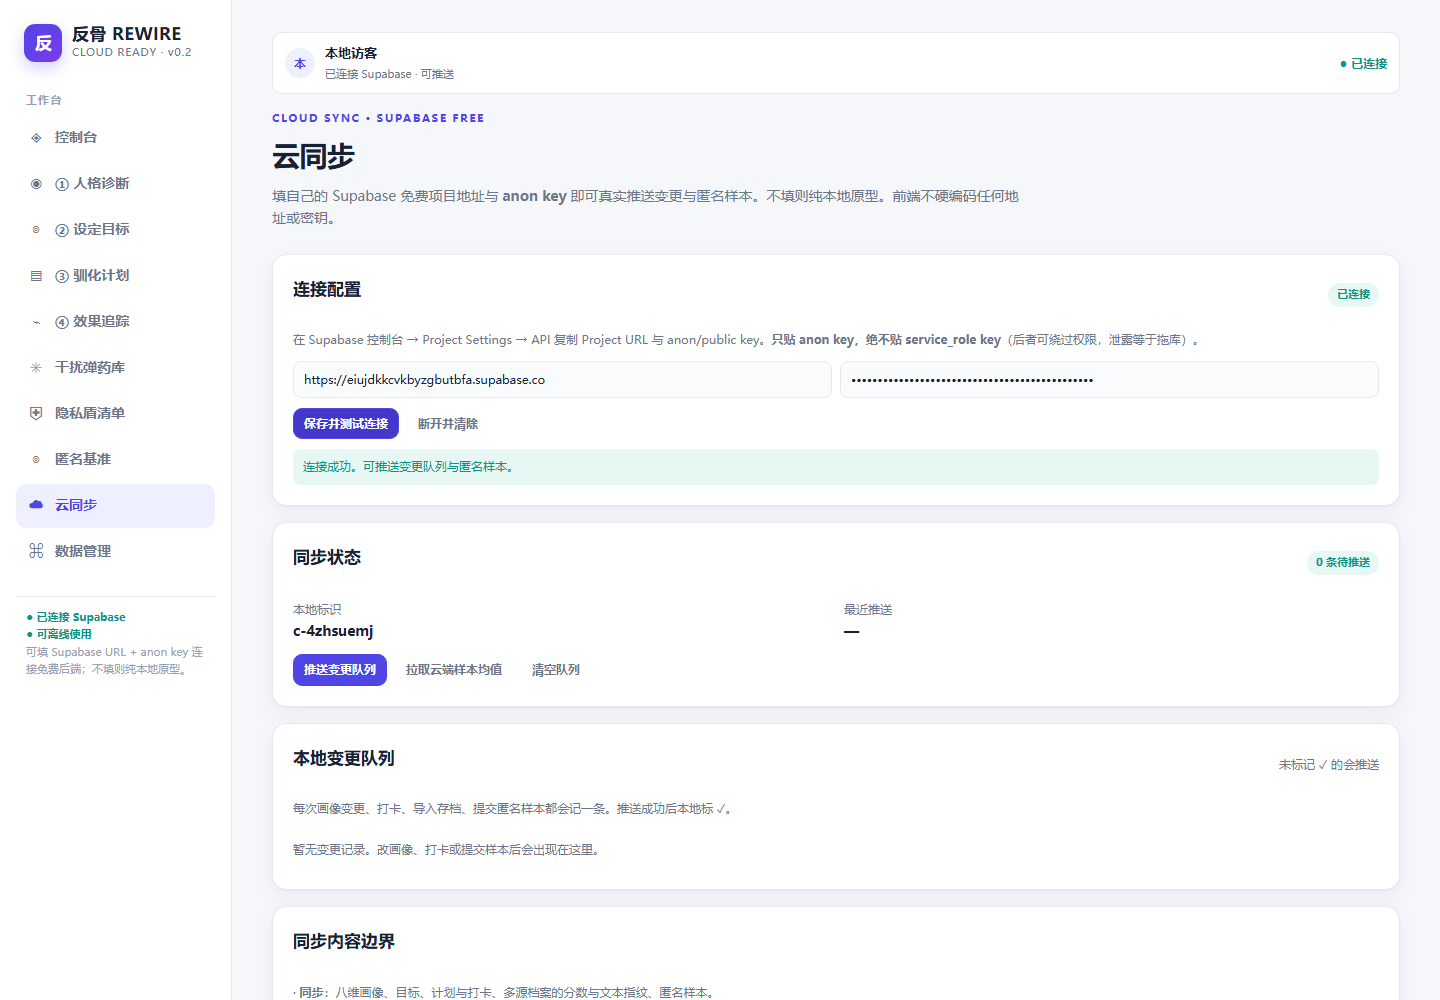 反
反骨 REWIRE
CLOUD READY · v0.2
工作台
控制台
① 人格诊断
② 设定目标
③ 驯化计划
④ 效果追踪
干扰弹药库
隐私盾清单
匿名基准
云同步
数据管理
● 已连接 Supabase
● 可离线使用
可填 Supabase URL + anon key 连
接免费后端；不填则纯本地原型。
本
本地访客
已连接 Supabase · 可推送
● 已连接
CLOUD SYNC • SUPABASE FREE
云同步
填自己的 Supabase 免费项目地址与 anon key 即可真实推送变更与匿名样本。不填则纯本地原型。前端不硬编码任何地
址或密钥。
连接配置
已连接
在 Supabase 控制台 → Project Settings → API 复制 Project URL 与 anon/public key。只贴 anon key，绝不贴 service_role key（后者可绕过权限，泄露等于拖库）。
https://eiujdkkcvkbyzgbutbfa.supabase.co
保存并测试连接
断开并清除
连接成功。可推送变更队列与匿名样本。
同步状态
0 条待推送
本地标识
最近推送
c-4zhsuemj
—
推送变更队列
拉取云端样本均值
清空队列
本地变更队列
未标记 ✓ 的会推送
每次画像变更、打卡、导入存档、提交匿名样本都会记一条。推送成功后本地标 ✓。
暂无变更记录。改画像、打卡或提交样本后会出现在这里。
同步内容边界
· 同步：八维画像、目标、计划与打卡、多源档案的分数与文本指纹、匿名样本。